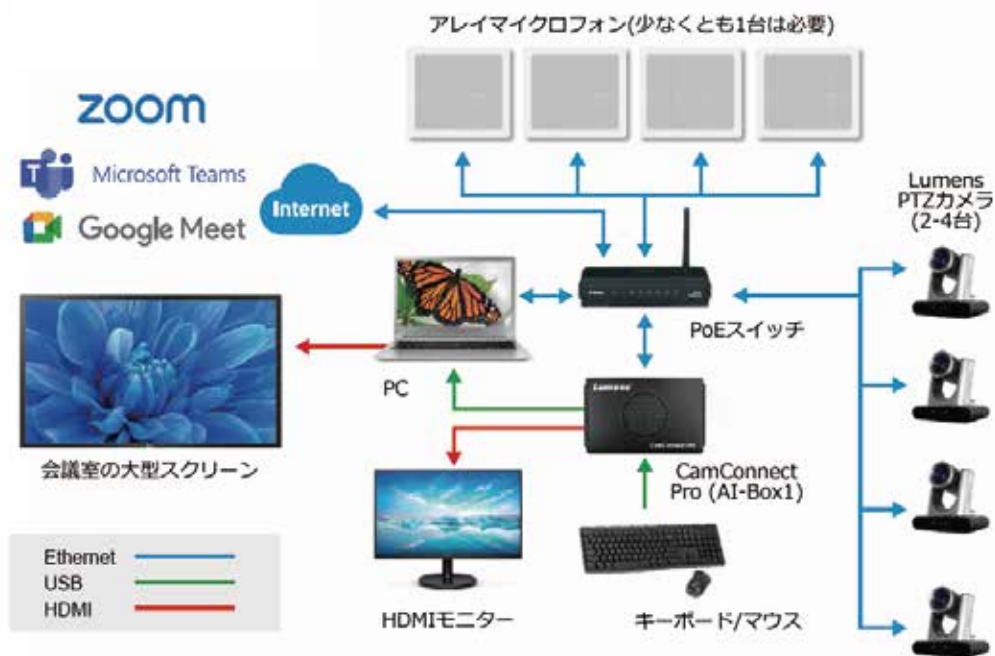 アレイマイクロフォン(少なくとも1台は必要)
zoom
Microsoft Teams
Google Meet
Internet
Lumens
PTZカメラ
(2-4台)
PoEスイッチ
PC
Lumens
会議室の大型スクリーン
CamConnect
Pro (AI-Box1)
Ethernet
USB
HDMI
HDMIモニター
キーボード/マウス